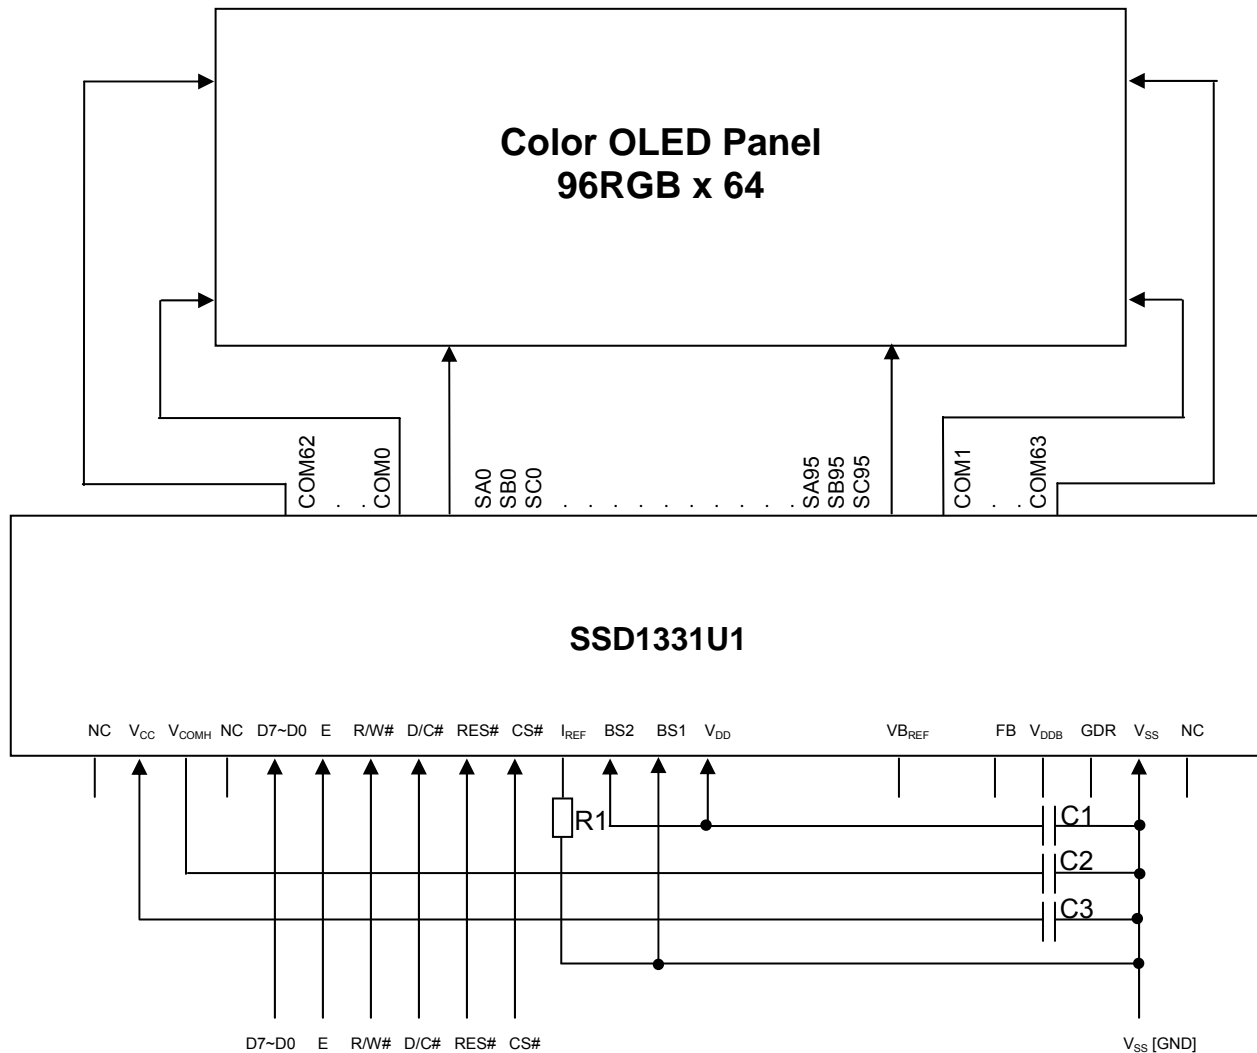 Color OLED Panel
96RGB x 64
COM62
. .
COM0
SA0
SB0
SC0
. . . . . . . . . .
SA95
SB95
SC95
COM1
. .
COM63
SSD1331U1
NC VCC VCOMH NC D7~D0 E R/W# D/C# RES# CS# IREF BS2 BS1 VDD VBREF FB VDDB GDR VSS NC
R1
C1
C2
C3
D7~D0 E R/W# D/C# RES# CS# VSS [GND]